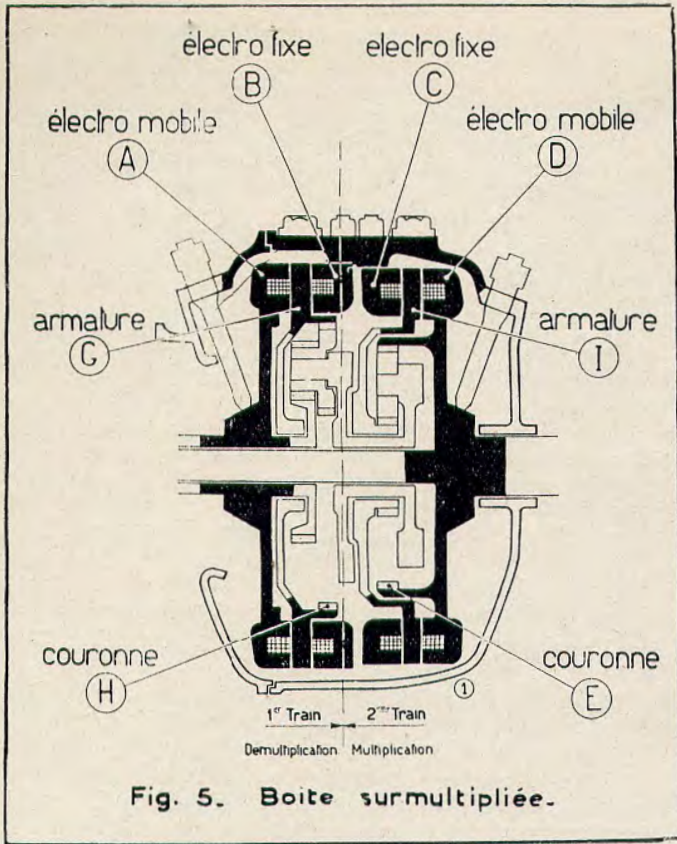 électro fixe
B
électro fixe
C
électro mobile
A
électro mobile
D
armature
G
armature
I
couronne
H
couronne
E
1
1er Train
2ème Train
Démultiplication
Multiplication
Fig. 5. Boite surmultipliée.